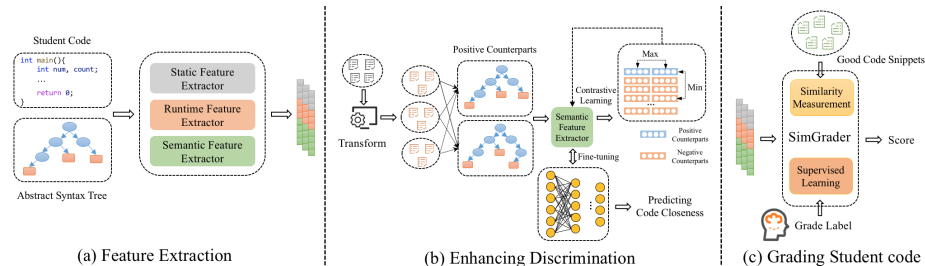 Student Code
int main(){
int num, count;
...
return 0;
}
Abstract Syntax Tree
Static Feature
Extractor
Runtime Feature
Extractor
Semantic Feature
Extractor
(a) Feature Extraction
Transform
Positive Counterparts
Contrastive
Learning
Semantic
Feature
Extractor
Fine-tuning
Max
Min
...
Positive
Counterparts
Negative
Counterparts
Predicting
Code Closeness
(b) Enhancing Discrimination
Good Code Snippets
Similarity
Measurement
SimGrader
Supervised
Learning
Score
Grade Label
(c) Grading Student code